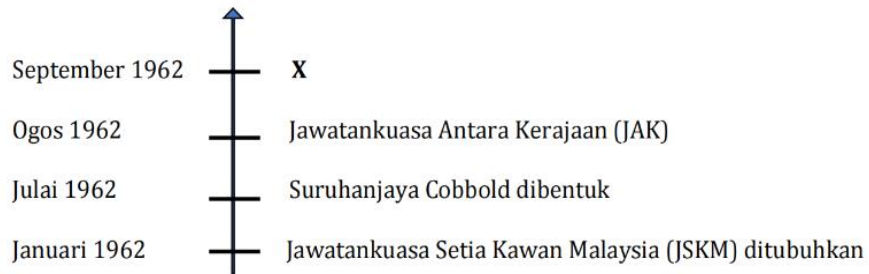 September 1962 X
Ogos 1962 Jawatankuasa Antara Kerajaan (JAK)
Julai 1962 Suruhanjaya Cobbold dibentuk
Januari 1962 Jawatankuasa Setia Kawan Malaysia (JSKM) ditubuhkan